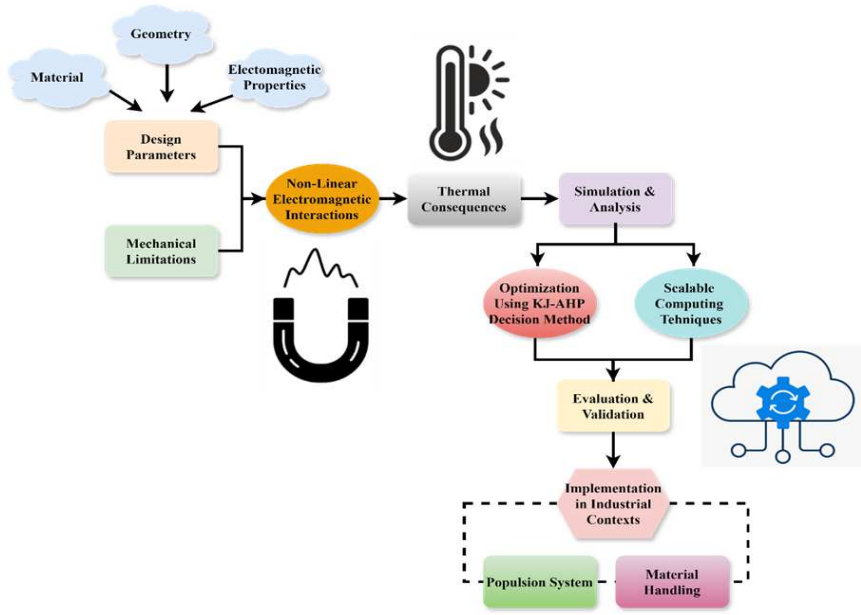 Geometry
Material
Electomagnetic
Properties
Design
Parameters
Mechanical
Limitations
Non-Linear
Electromagnetic
Interactions
Thermal
Consequences
Simulation &
Analysis
Optimization
Using KJ-AHP
Decision Method
Scalable
Computing
Tehniques
Evaluation &
Validation
Implementation
in Industrial
Contexts
Populsion System
Material
Handling